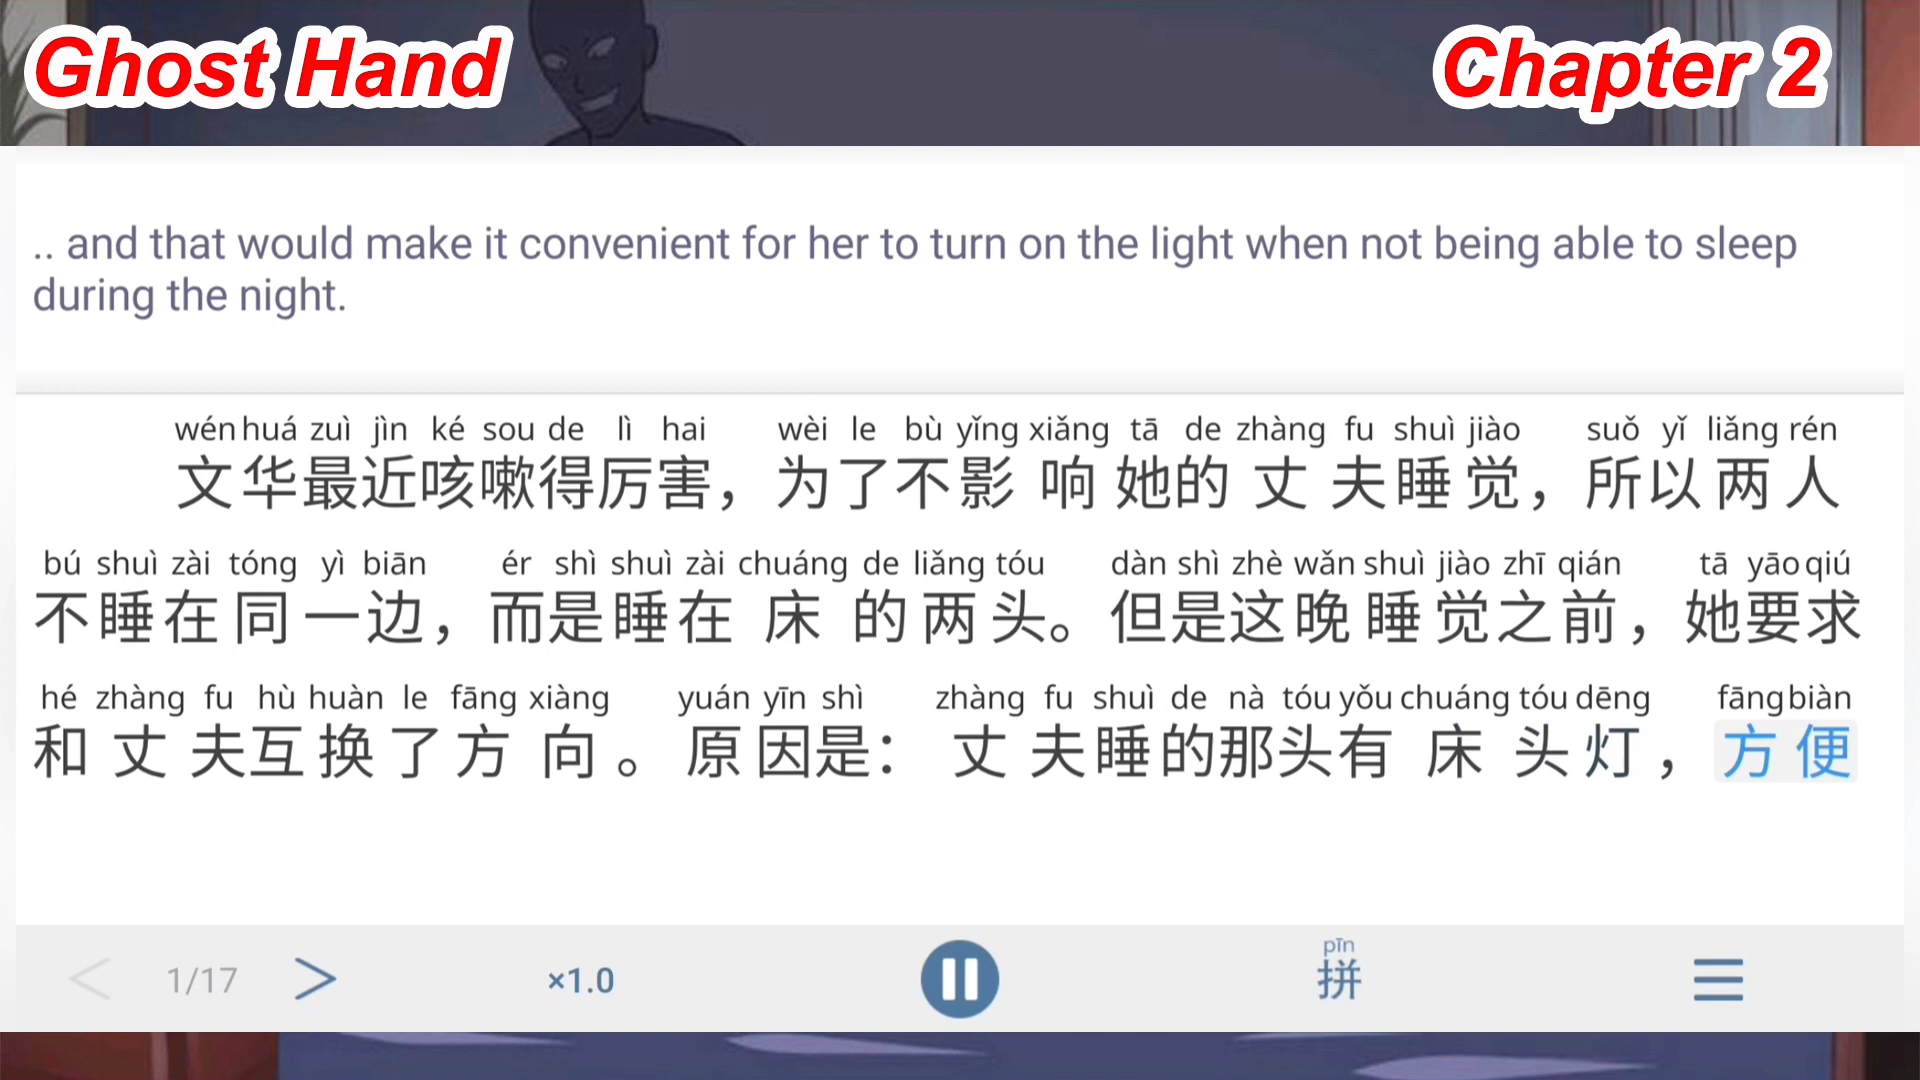 Ghost Hand
Chapter 2
.. and that would make it convenient for her to turn on the light when not being able to sleep
during the night.
wén huá zuì jìn ké sou de lì hai wèi le bù yǐng xiǎng tā de zhàng fu shuì jiào suǒ yǐ liǎng rén
文华最近咳嗽得厉害，为了不影响她的丈夫睡觉，所以两人
bú shuì zài tóng yì biān ér shì shuì zài chuáng de liǎng tóu dàn shì zhè wǎn shuì jiào zhī qián tā yāo qiú
不睡在同一边，而是睡在床的两头。但是这晚睡觉之前，她要求
hé zhàng fu hù huàn le fāng xiàng yuán yīn shì zhàng fu shuì de nà tóu yǒu chuáng tóu dēng fāng biàn
和丈夫互换了方向。原因是：丈夫睡的那头有床头灯，方便
1/17
×1.0
pīn
拼